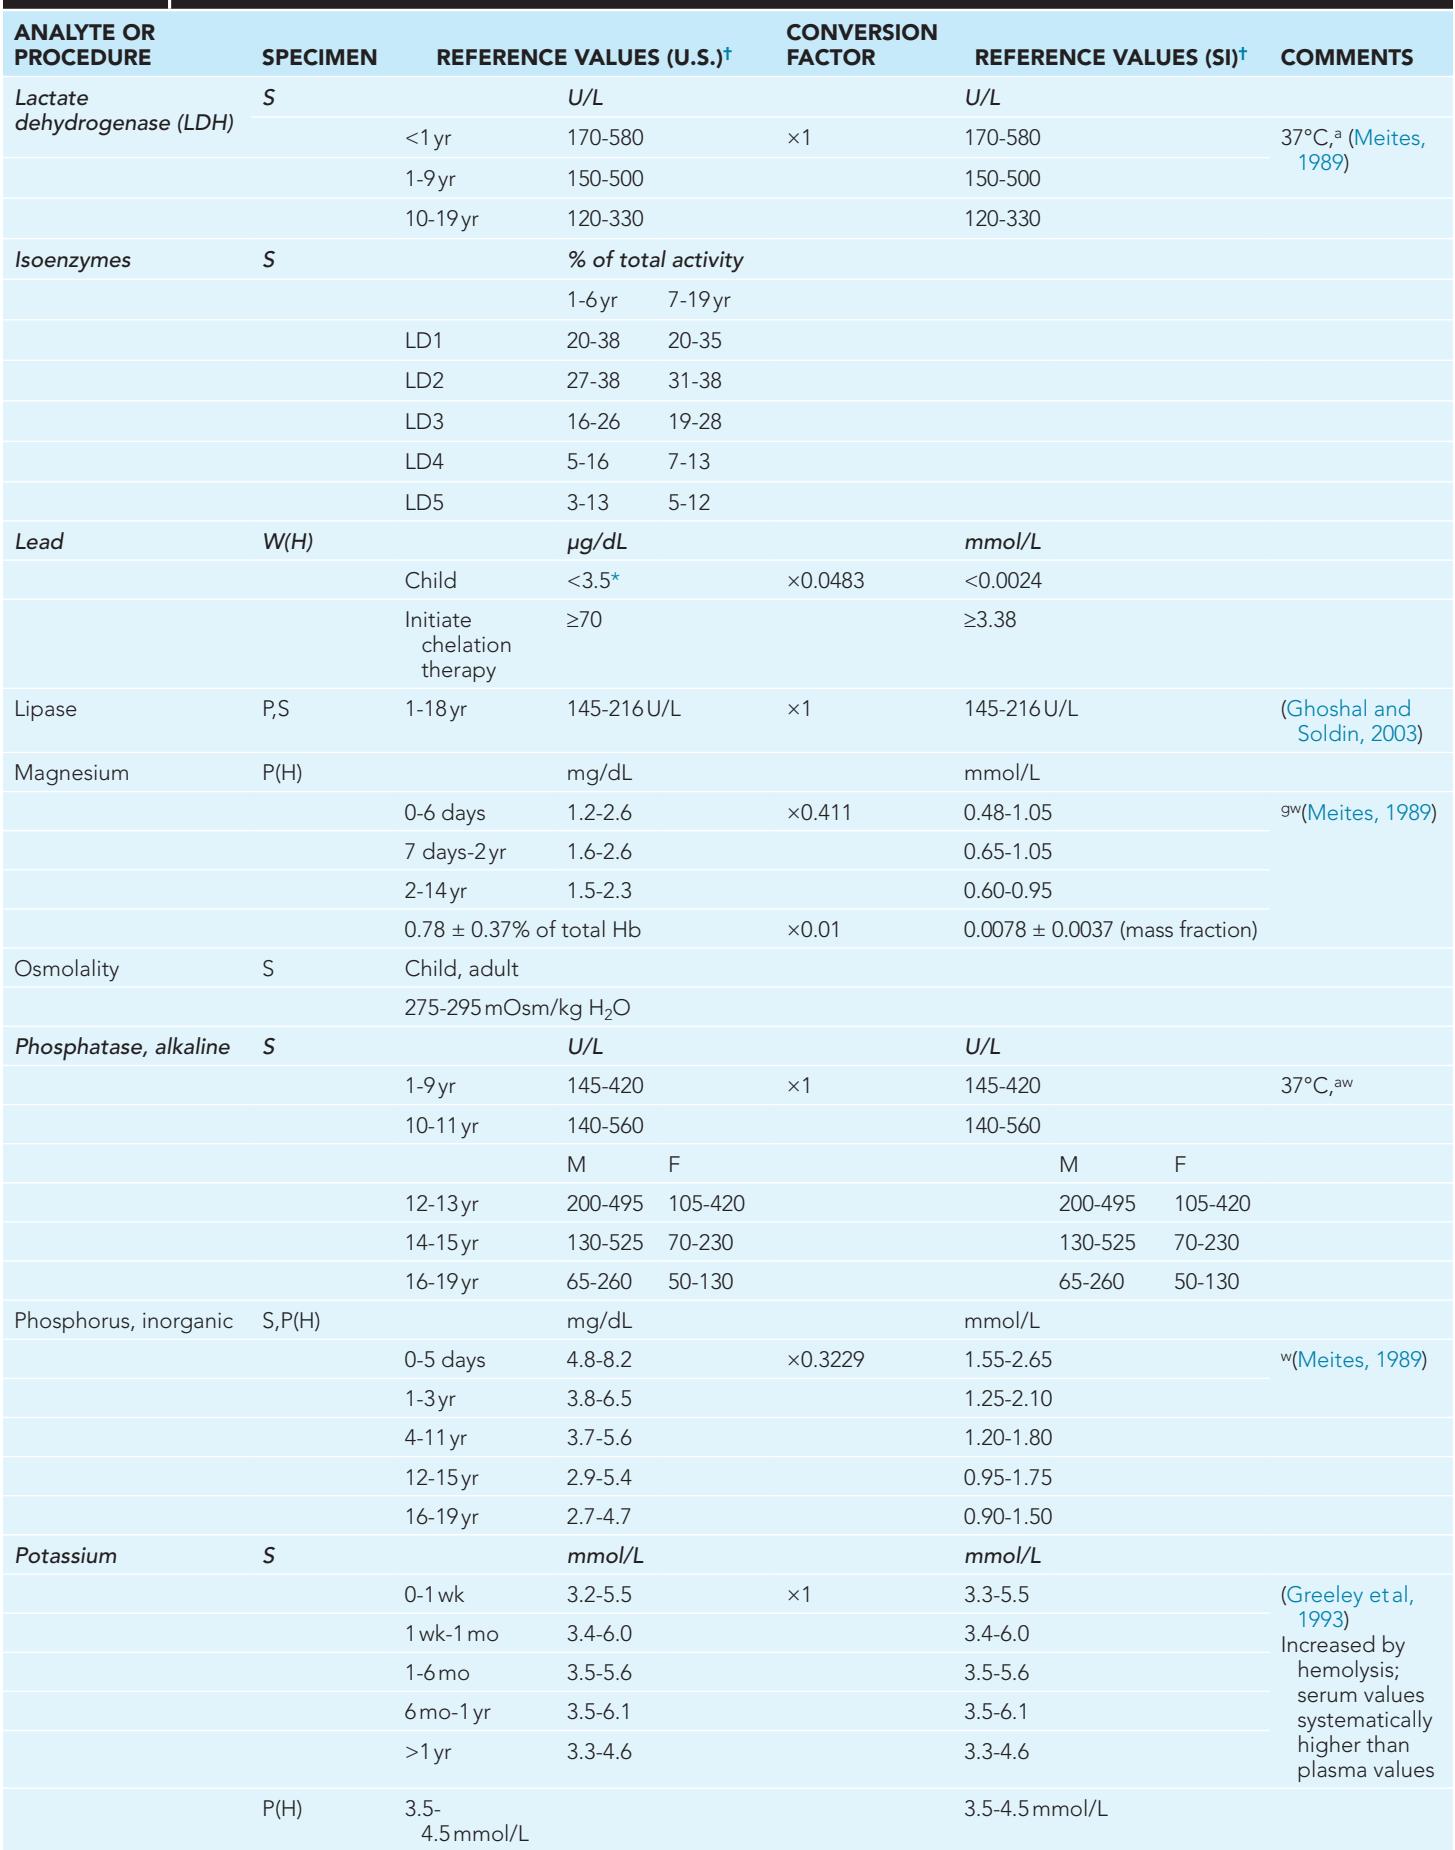 ANALYTE OR PROCEDURE SPECIMEN REFERENCE VALUES (U.S.)† CONVERSION FACTOR REFERENCE VALUES (SI)† COMMENTS
Lactate dehydrogenase (LDH) S U/L U/L
<1 yr 170-580 ×1 170-580 37°C,ᵃ (Meites, 1989)
1-9 yr 150-500 150-500
10-19 yr 120-330 120-330
Isoenzymes S % of total activity
1-6 yr 7-19 yr
LD1 20-38 20-35
LD2 27-38 31-38
LD3 16-26 19-28
LD4 5-16 7-13
LD5 3-13 5-12
Lead W(H) µg/dL mmol/L
Child <3.5* ×0.0483 <0.0024
Initiate chelation therapy ≥70 ≥3.38
Lipase P,S 1-18 yr 145-216 U/L ×1 145-216 U/L (Ghoshal and Soldin, 2003)
Magnesium P(H) mg/dL mmol/L
0-6 days 1.2-2.6 ×0.411 0.48-1.05 ᵍʷ(Meites, 1989)
7 days-2 yr 1.6-2.6 0.65-1.05
2-14 yr 1.5-2.3 0.60-0.95
0.78 ± 0.37% of total Hb ×0.01 0.0078 ± 0.0037 (mass fraction)
Osmolality S Child, adult
275-295 mOsm/kg H₂O
Phosphatase, alkaline S U/L U/L
1-9 yr 145-420 ×1 145-420 37°C,ᵃʷ
10-11 yr 140-560 140-560
M F M F
12-13 yr 200-495 105-420 200-495 105-420
14-15 yr 130-525 70-230 130-525 70-230
16-19 yr 65-260 50-130 65-260 50-130
Phosphorus, inorganic S,P(H) mg/dL mmol/L
0-5 days 4.8-8.2 ×0.3229 1.55-2.65 ʷ(Meites, 1989)
1-3 yr 3.8-6.5 1.25-2.10
4-11 yr 3.7-5.6 1.20-1.80
12-15 yr 2.9-5.4 0.95-1.75
16-19 yr 2.7-4.7 0.90-1.50
Potassium S mmol/L mmol/L
0-1 wk 3.2-5.5 ×1 3.3-5.5 (Greeley et al, 1993)
1 wk-1 mo 3.4-6.0 3.4-6.0 Increased by
1-6 mo 3.5-5.6 3.5-5.6 hemolysis; serum values
6 mo-1 yr 3.5-6.1 3.5-6.1 systematically
>1 yr 3.3-4.6 3.3-4.6 higher than plasma values
P(H) 3.5-4.5 mmol/L 3.5-4.5 mmol/L